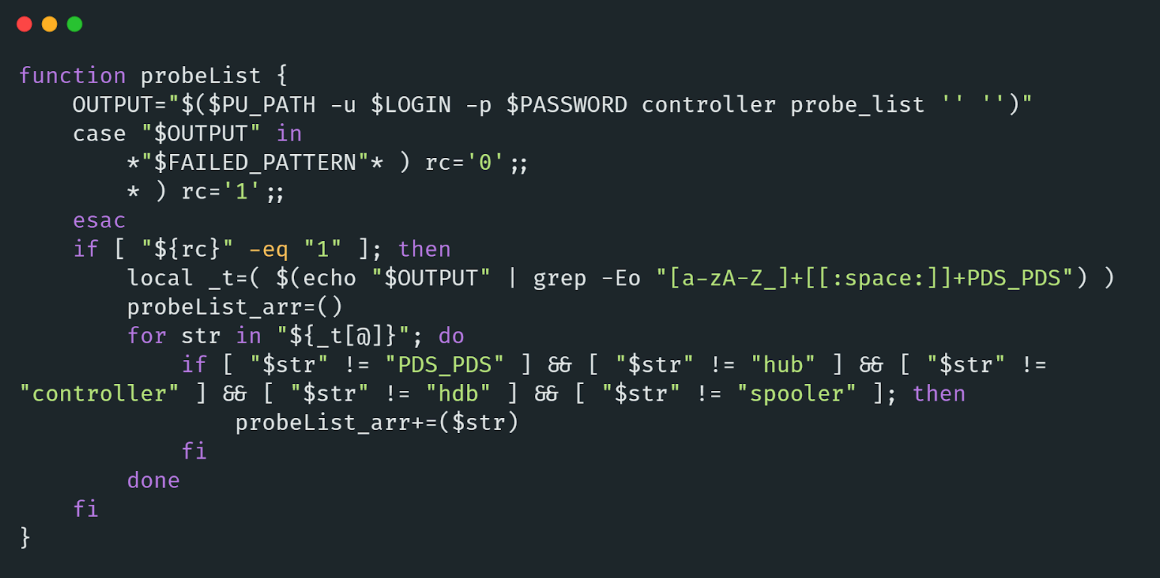 function probeList {
    OUTPUT="$($PU_PATH -u $LOGIN -p $PASSWORD controller probe_list '' '')"
    case "$OUTPUT" in
        *"$FAILED_PATTERN"* ) rc='0';;
        * ) rc='1';;
    esac
    if [ "${rc}" -eq "1" ]; then
        local _t=( $(echo "$OUTPUT" | grep -Eo "[a-zA-Z_]+[[:space:]]+PDS_PDS") )
        probeList_arr=()
        for str in "${_t[@]}"; do
            if [ "$str" != "PDS_PDS" ] && [ "$str" != "hub" ] && [ "$str" !=
"controller" ] && [ "$str" != "hdb" ] && [ "$str" != "spooler" ]; then
                probeList_arr+=($str)
            fi
        done
    fi
}